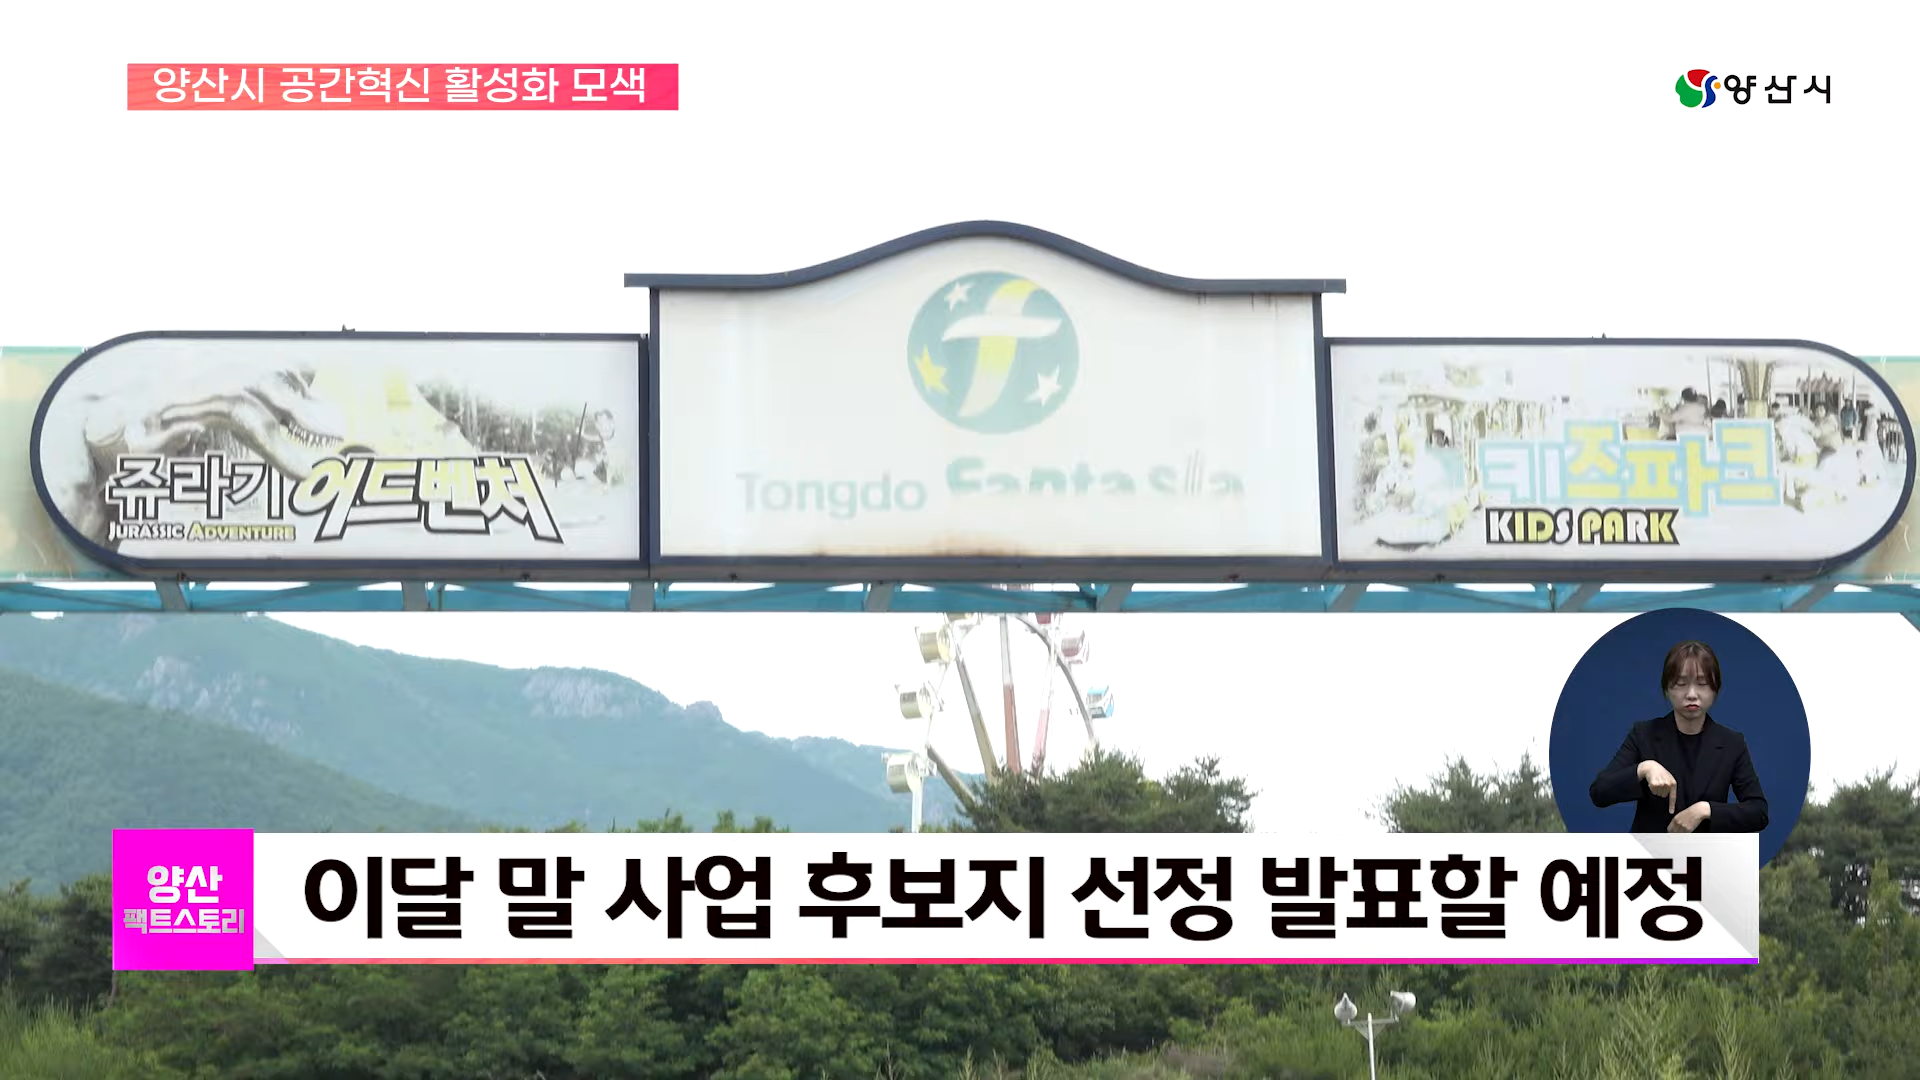 양산시 공간혁신 활성화 모색
양산시
쥬라기 어드벤처
JURASSIC ADVENTURE
Tongdo Fantasia
키즈파크
KIDS PARK
양산
팩트스토리
이달 말 사업 후보지 선정 발표할 예정